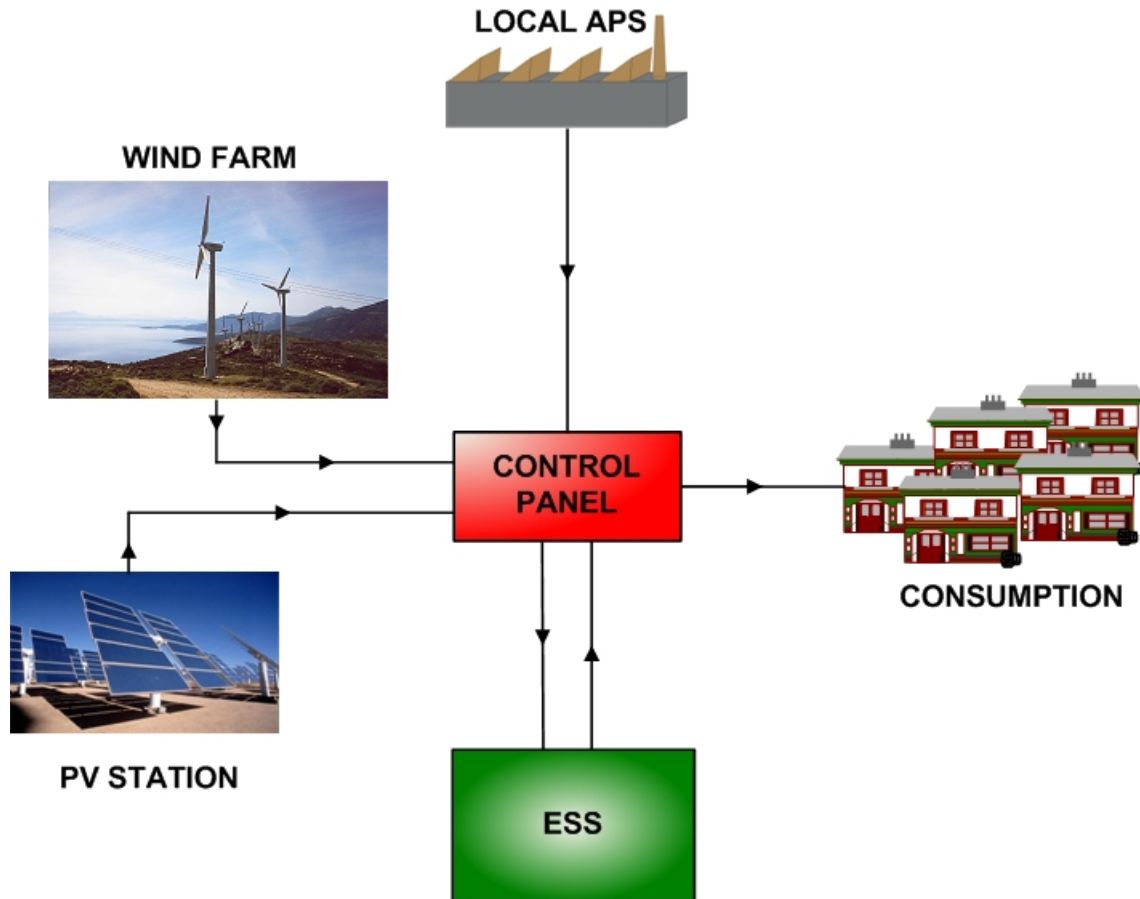 LOCAL APS
WIND FARM
CONTROL
PANEL
CONSUMPTION
PV STATION
ESS